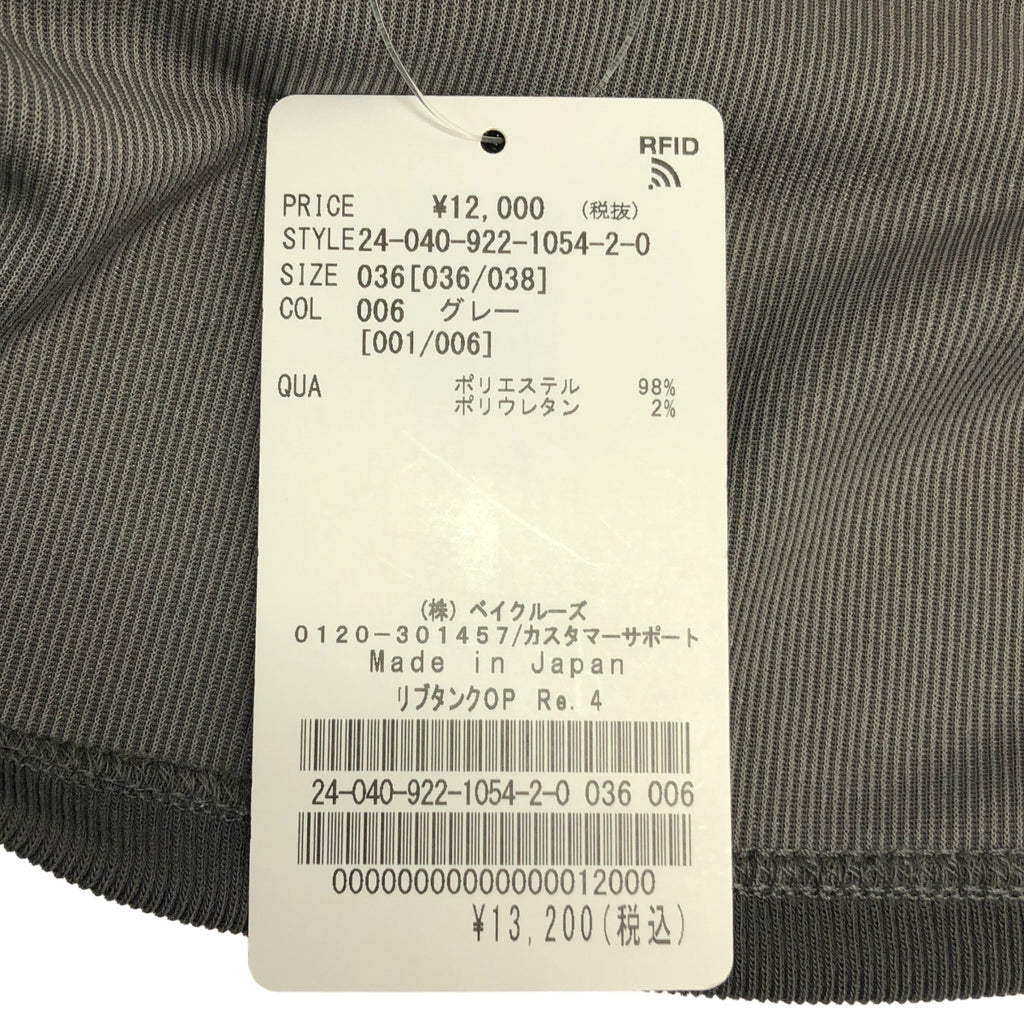 RFID
PRICE ¥12,000 (税抜)
STYLE 24-040-922-1054-2-0
SIZE 036[036/038]
COL 006 グレー
[001/006]
QUA ポリエステル 98%
ポリウレタン 2%
(株)ベイクルーズ
0120-301457/カスタマーサポート
Made in Japan
リブタンクOP Re.4
24-040-922-1054-2-0 036 006
00000000000000012000
¥13,200(税込)